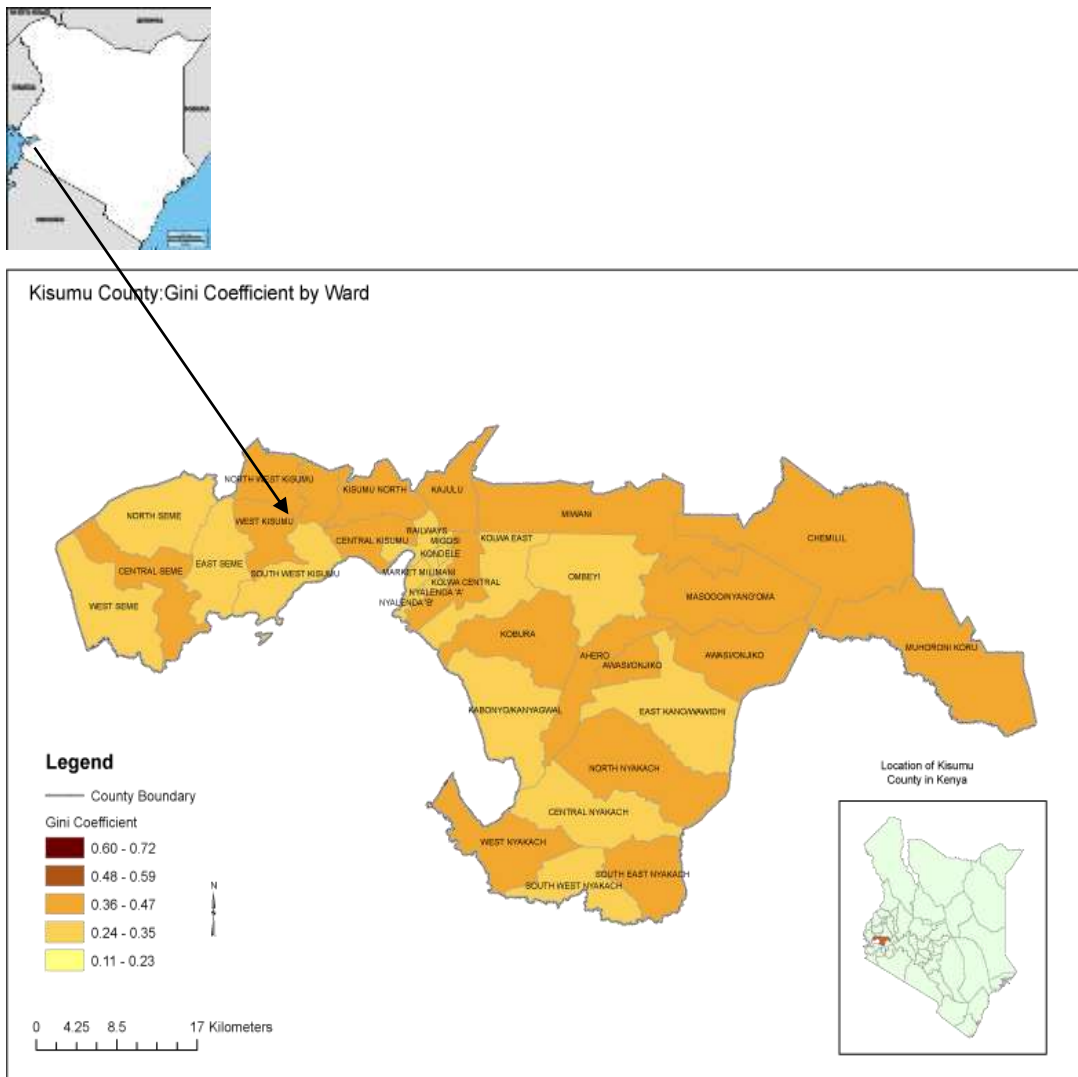 Kisumu County:Gini Coefficient by Ward
NORTH WEST KISUMU
KISUMU NORTH
KAJULU
NORTH SEME
WEST KISUMU
MIWANI
RAILWAYS
CENTRAL KISUMU
MIGOSI
KOLWA EAST
CHEMILIL
KONDELE
EAST SEME
CENTRAL SEME
SOUTH WEST KISUMU
MARKET MILIMANI
KOLWA CENTRAL
OMBEYI
NYALENDA 'A'
NYALENDA 'B'
WEST SEME
MASOGO/NYANG'OMA
KOBURA
MUHORONI KORU
AHERO
AWASI/ONJIKO
AWASI/ONJIKO
KABONYO/KANYAGWAL
EAST KANO/WAWIDHI
NORTH NYAKACH
CENTRAL NYAKACH
WEST NYAKACH
SOUTH EAST NYAKACH
SOUTH WEST NYAKACH
Legend
County Boundary
Gini Coefficient
0.60 - 0.72
0.48 - 0.59
0.36 - 0.47
0.24 - 0.35
0.11 - 0.23
N
0 4.25 8.5 17 Kilometers
Location of Kisumu
County in Kenya